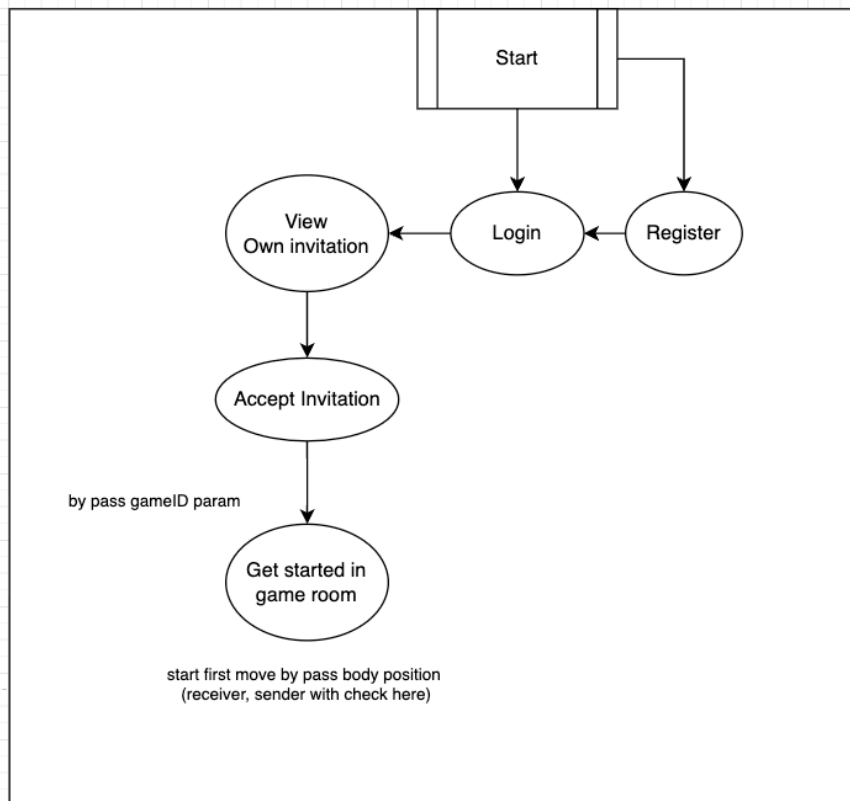 Start
View
Own invitation
Login
Register
Accept Invitation
by pass gameID param
Get started in
game room
start first move by pass body position
(receiver, sender with check here)